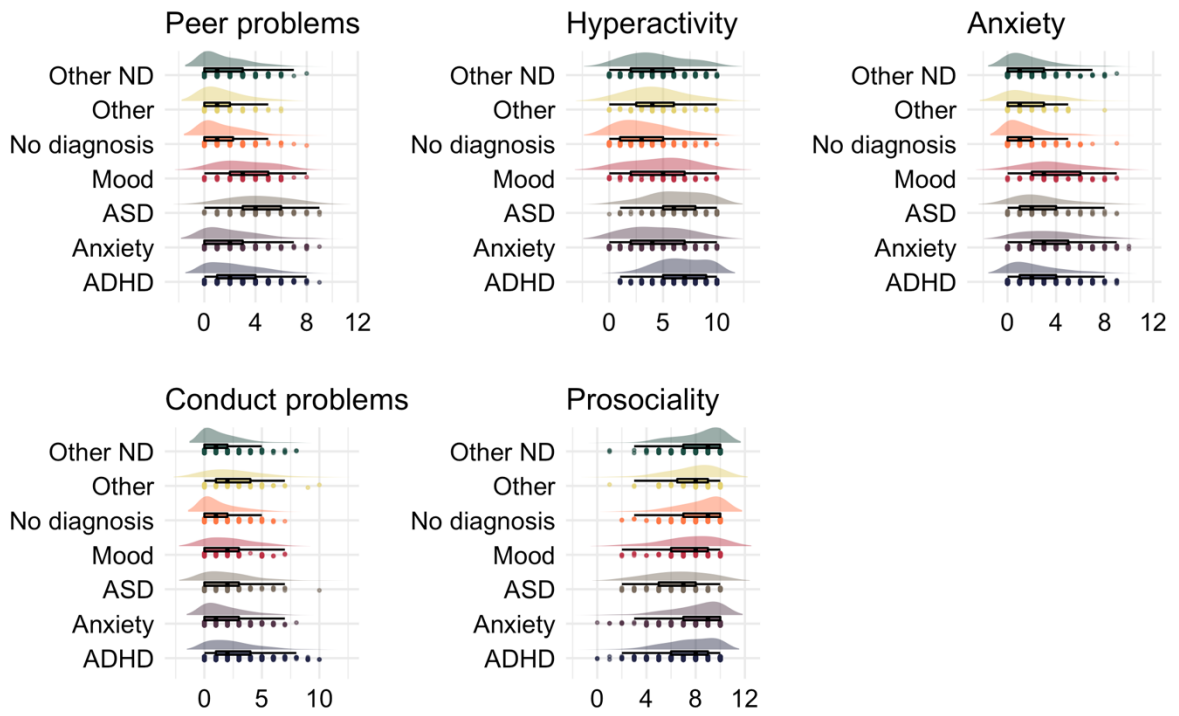 Peer problems
Other ND
Other
No diagnosis
Mood
ASD
Anxiety
ADHD
0 4 8 12
Hyperactivity
Other ND
Other
No diagnosis
Mood
ASD
Anxiety
ADHD
0 5 10
Anxiety
Other ND
Other
No diagnosis
Mood
ASD
Anxiety
ADHD
0 4 8 12
Conduct problems
Other ND
Other
No diagnosis
Mood
ASD
Anxiety
ADHD
0 5 10
Prosociality
Other ND
Other
No diagnosis
Mood
ASD
Anxiety
ADHD
0 4 8 12